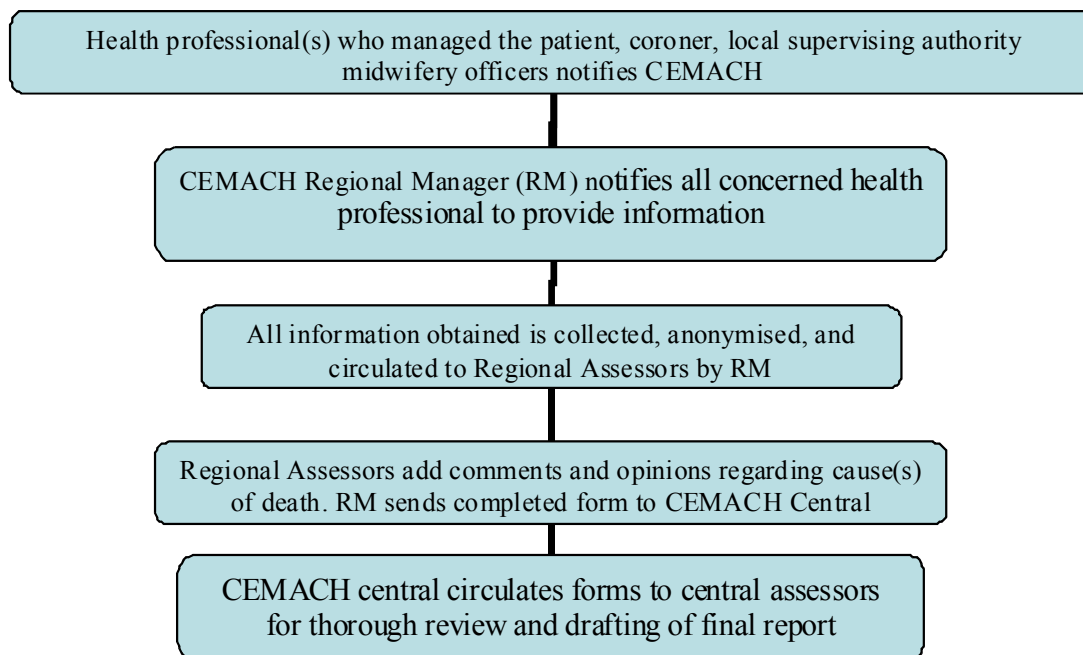 Health professional(s) who managed the patient, coroner, local supervising authority
midwifery officers notifies CEMACH
CEMACH Regional Manager (RM) notifies all concerned health
professional to provide information
All information obtained is collected, anonymised, and
circulated to Regional Assessors by RM
Regional Assessors add comments and opinions regarding cause(s)
of death. RM sends completed form to CEMACH Central
CEMACH central circulates forms to central assessors
for thorough review and drafting of final report